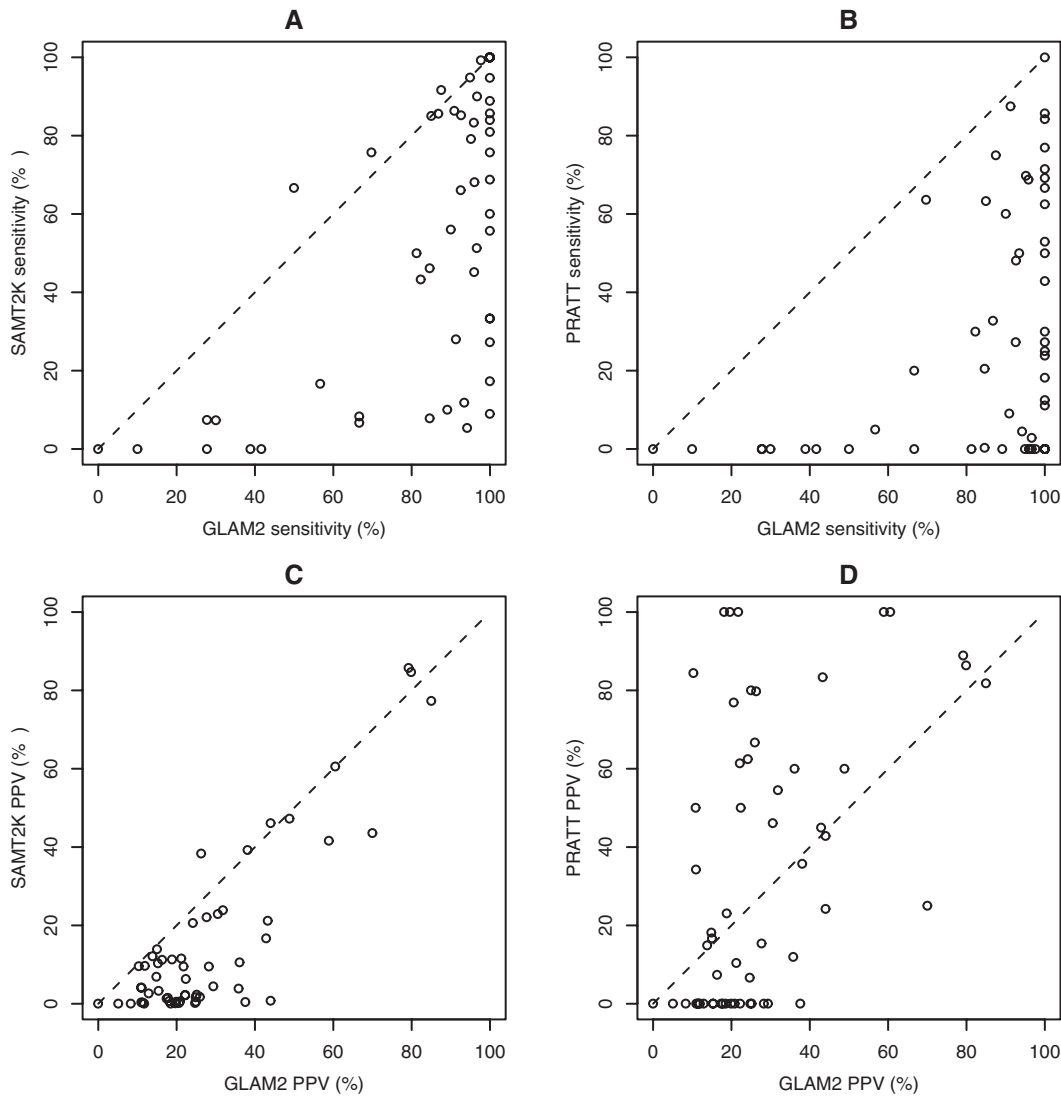 A
SAMT2K sensitivity (% )
100
80
60
40
20
0
0 20 40 60 80 100
GLAM2 sensitivity (%)
B
PRATT sensitivity (%)
100
80
60
40
20
0
0 20 40 60 80 100
GLAM2 sensitivity (%)
C
SAMT2K PPV (% )
100
80
60
40
20
0
0 20 40 60 80 100
GLAM2 PPV (%)
D
PRATT PPV (%)
100
80
60
40
20
0
0 20 40 60 80 100
GLAM2 PPV (%)